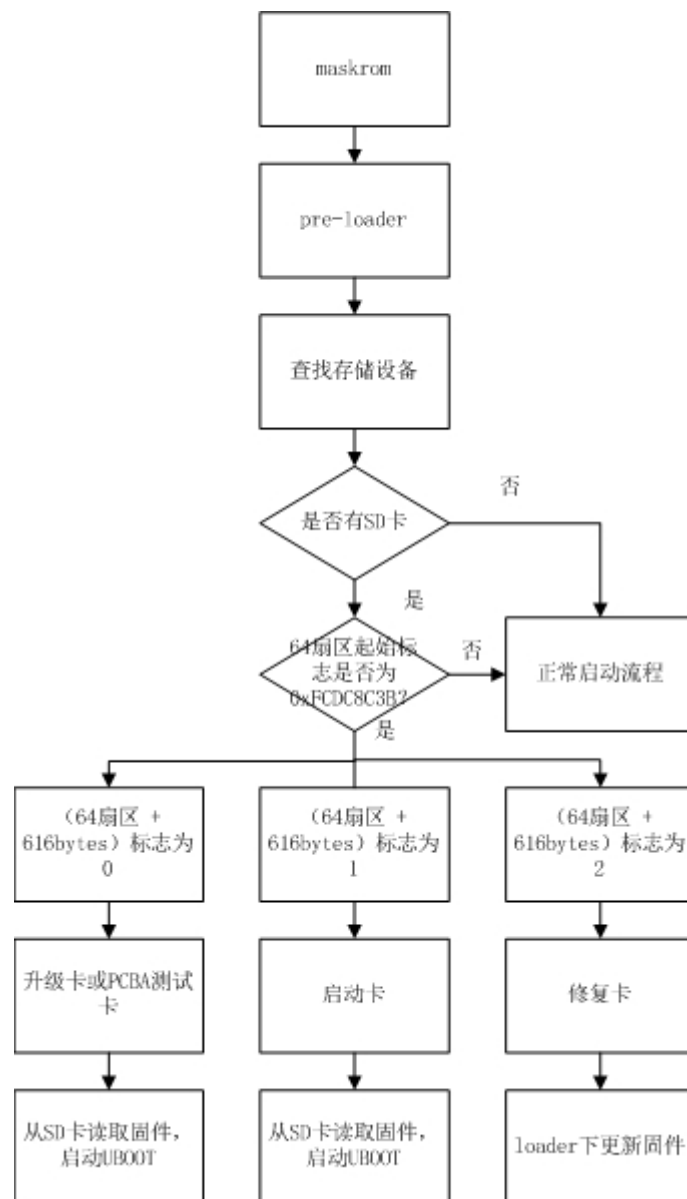 maskrom
pre-loader
查找存储设备
否
是否有SD卡
是
64扇区起始标
志是否为
0xFCDC8C3B?
否
正常启动流程
是
（64扇区 +
616bytes）标志为
0
（64扇区 +
616bytes）标志为
1
（64扇区 +
616bytes）标志为
2
升级卡或PCBA测试
卡
启动卡
修复卡
从SD卡读取固件，
启动UBOOT
从SD卡读取固件，
启动UBOOT
loader下更新固件